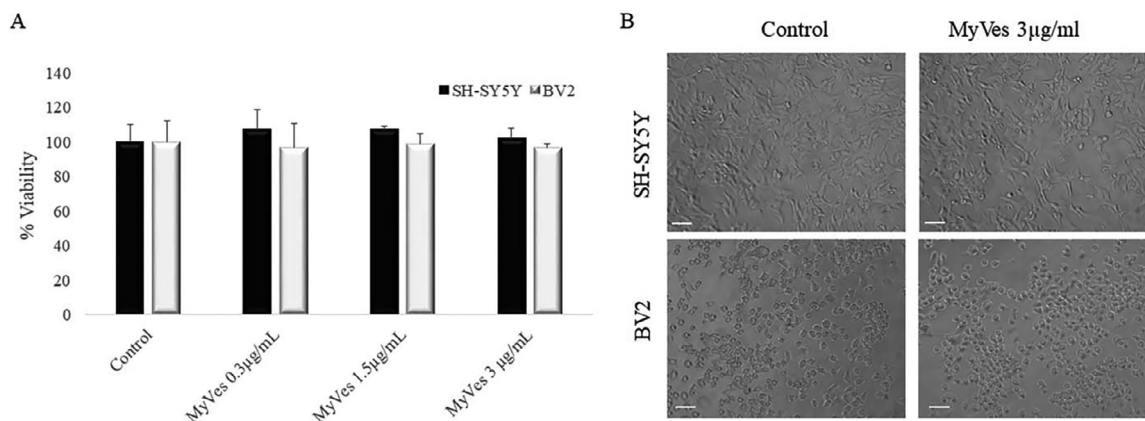 A
% Viability
140
120
100
80
60
40
20
0
SH-SY5Y BV2
Control
MyVes 0.3µg/mL
MyVes 1.5µg/mL
MyVes 3 µg/mL
B
Control MyVes 3µg/ml
SH-SY5Y
BV2